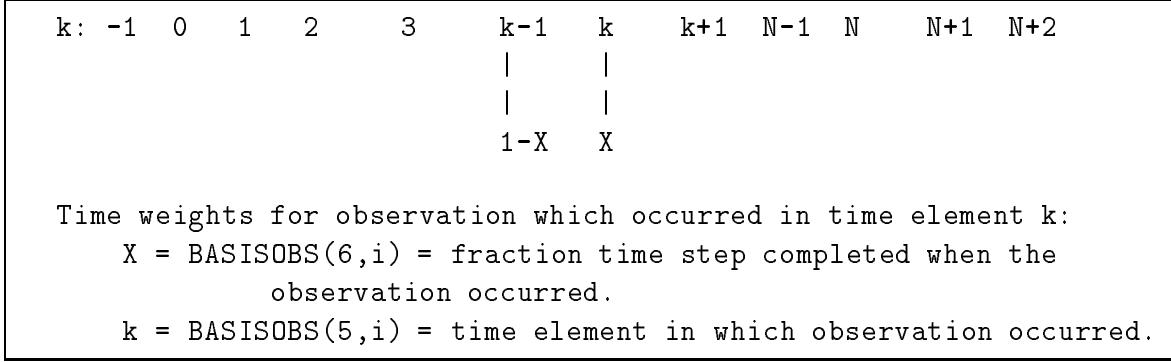 k: -1 0 1 2 3 k-1 k k+1 N-1 N N+1 N+2
| |
| |
1-X X
Time weights for observation which occurred in time element k:
X = BASISOBS(6,i) = fraction time step completed when the
observation occurred.
k = BASISOBS(5,i) = time element in which observation occurred.